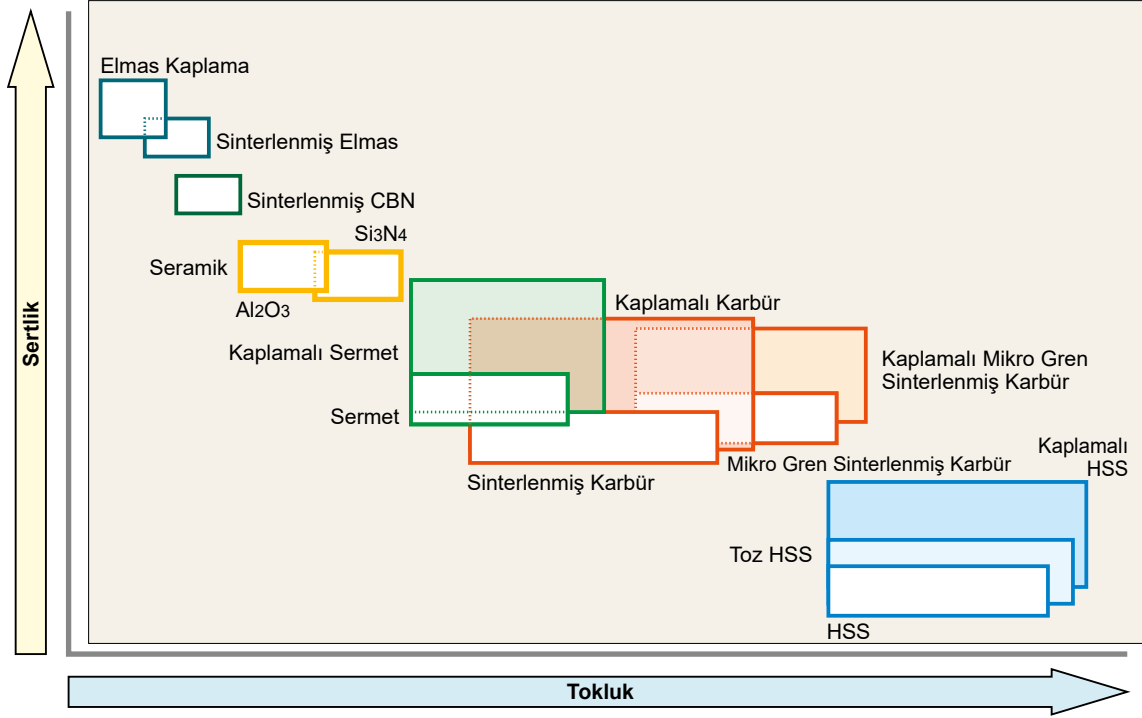 Elmas Kaplama
Sinterlenmiş Elmas
Sinterlenmiş CBN
Si3N4
Seramik
Al2O3
Kaplamalı Karbür
Kaplamalı Sermet
Kaplamalı Mikro Gren
Sinterlenmiş Karbür
Sermet
Sertlik
Mikro Gren Sinterlenmiş Karbür
Kaplamalı
HSS
Sinterlenmiş Karbür
Toz HSS
HSS
Tokluk